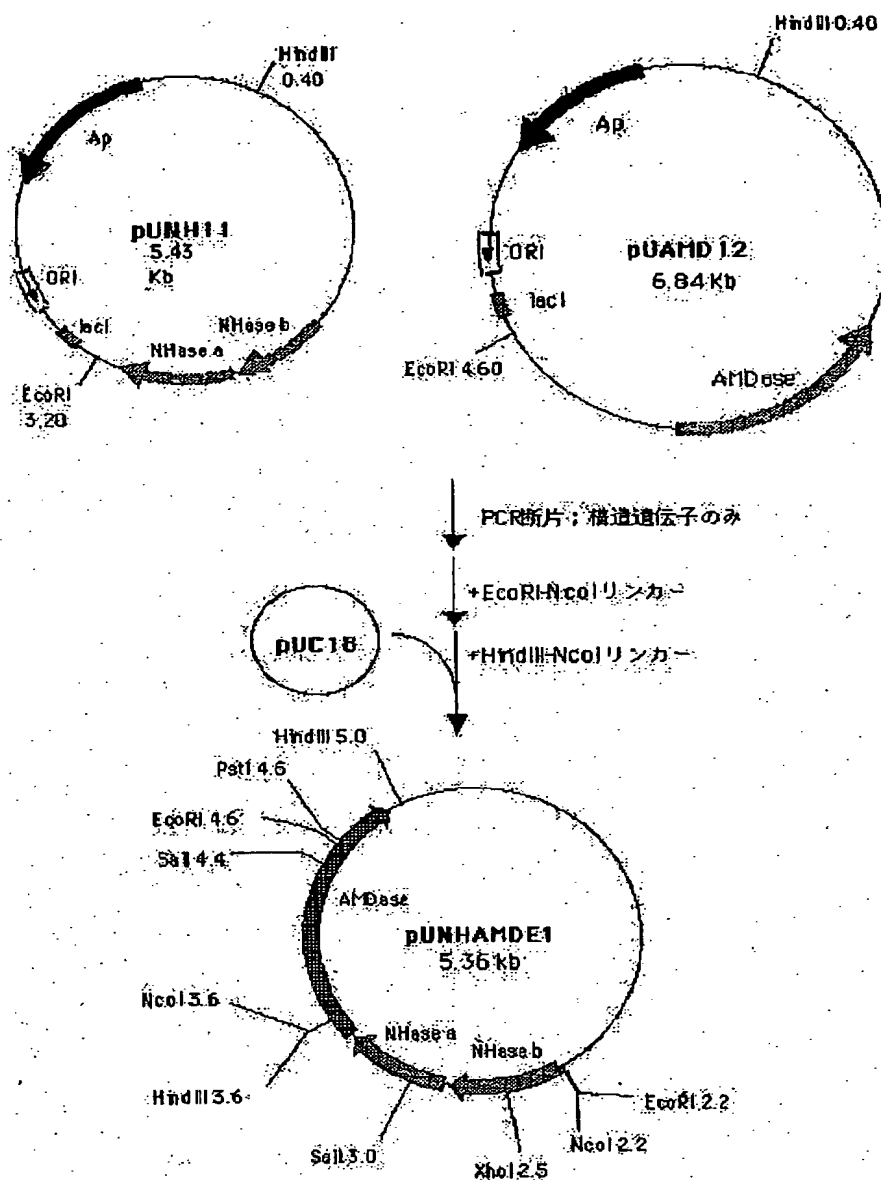 HindIII
0.40
Ap
pUNH11
5.43
Kb
ORI
lacI
NHase a
NHase b
EcoRI
3.20
HindIII 0.40
Ap
ORI
pUAMD12
6.84 Kb
lacI
EcoRI 4.60
AMDase
PCR断片；構造遺伝子のみ
+EcoRI-NcoIリンカー
pUC18
+HindIII-NcoIリンカー
HindIII 5.0
PstI 4.6
EcoRI 4.6
SalI 4.4
AMDase
pUNHAMDE1
5.36 kb
NcoI 3.6
NHase a
NHase b
HindIII 3.6
EcoRI 2.2
NcoI 2.2
SalI 3.0
XhoI 2.5